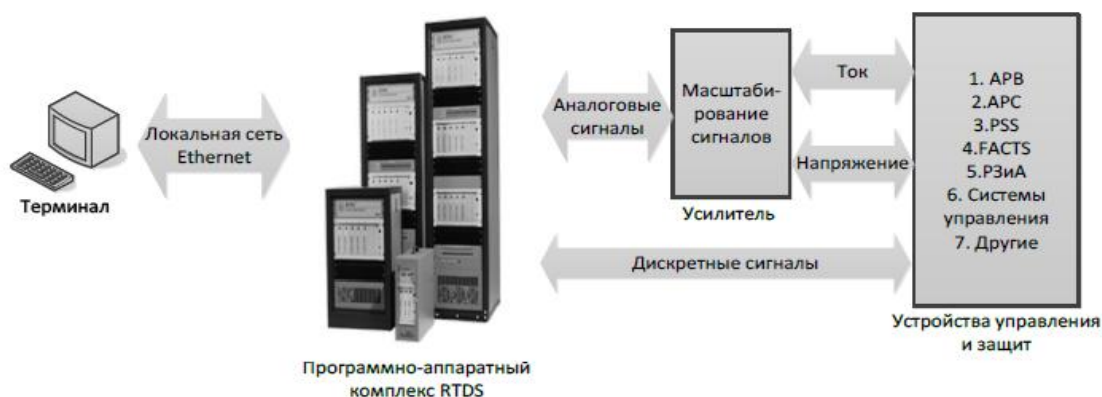 Локальная сеть
Ethernet
Терминал
Программно-аппаратный
комплекс RTDS
Аналоговые
сигналы
Масштаби-
рование
сигналов
Усилитель
Ток
Напряжение
Дискретные сигналы
1. АРВ
2.АРС
3.PSS
4.FACTS
5.РЗиА
6. Системы
управления
7. Другие
Устройства управления
и защит